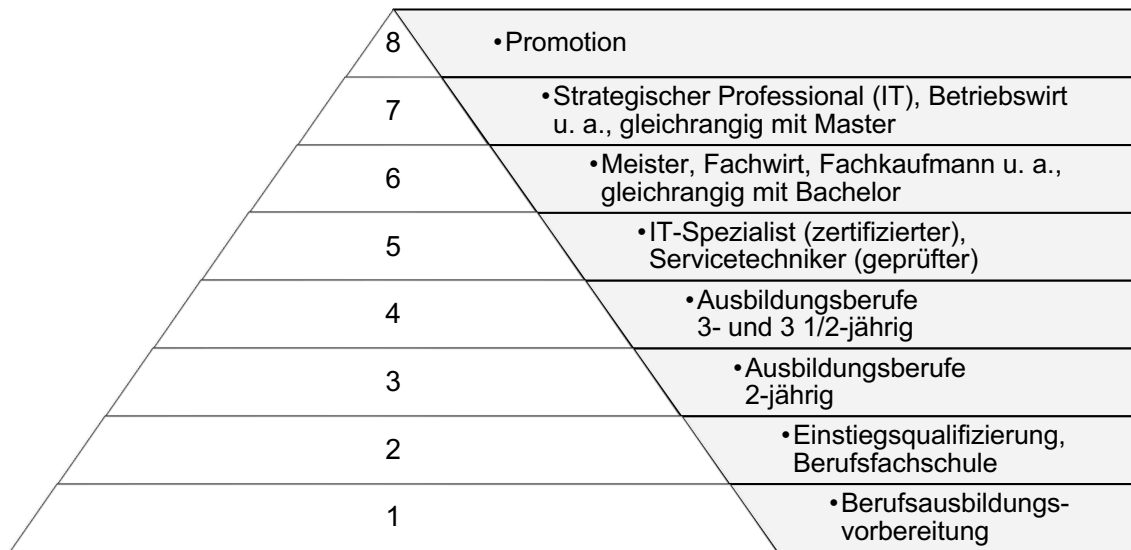 8
•Promotion
7
•Strategischer Professional (IT), Betriebswirt
u. a., gleichrangig mit Master
6
•Meister, Fachwirt, Fachkaufmann u. a.,
gleichrangig mit Bachelor
5
•IT-Spezialist (zertifizierter),
Servicetechniker (geprüfter)
4
•Ausbildungsberufe
3- und 3 1/2-jährig
3
•Ausbildungsberufe
2-jährig
2
•Einstiegsqualifizierung,
Berufsfachschule
1
•Berufsausbildungs-
vorbereitung